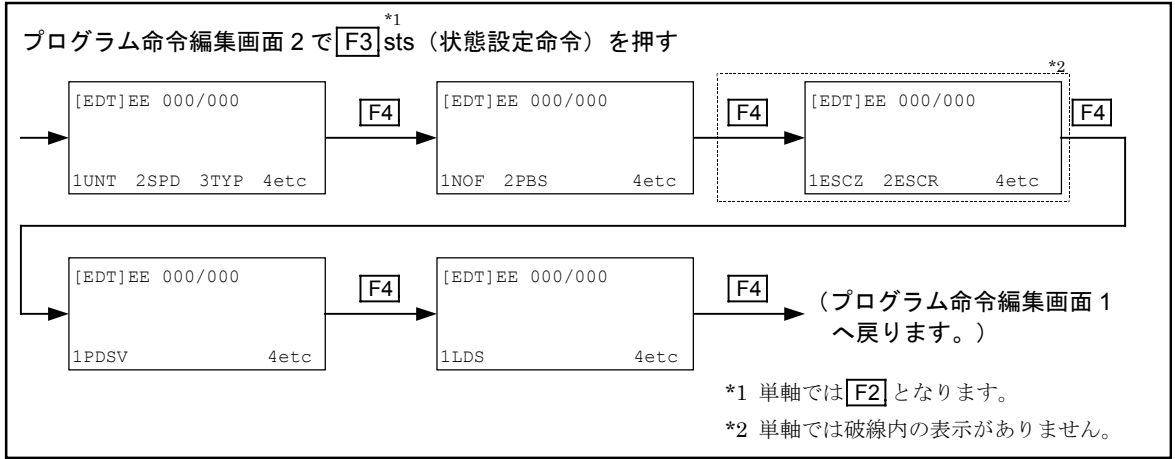 *1
プログラム命令編集画面 2 で F3 sts（状態設定命令）を押す
*2
[EDT]EE 000/000
1UNT 2SPD 3TYP 4etc
F4
[EDT]EE 000/000
1NOF 2PBS 4etc
F4
[EDT]EE 000/000
1ESCZ 2ESCR 4etc
F4
[EDT]EE 000/000
1PDSV 4etc
F4
[EDT]EE 000/000
1LDS 4etc
F4
（プログラム命令編集画面 1
へ戻ります。）
*1 単軸では F2 となります。
*2 単軸では破線内の表示がありません。